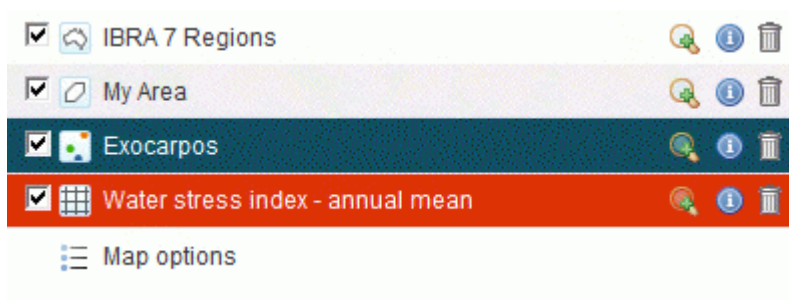 IBRA 7 Regions
My Area
Exocarpos
Water stress index - annual mean
Map options